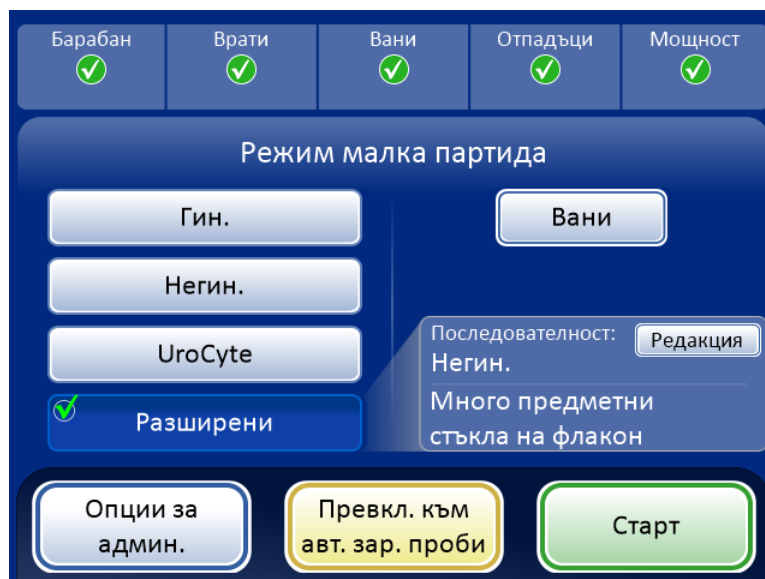 Барабан
Врати
Вани
Отпадъци
Мощност
Режим малка партида
Гин.
Вани
Негин.
UroCyte
Последователност:
Негин.
Редакция
Разширени
Много предметни
стъкла на флакон
Опции за
админ.
Превкл. към
авт. зар. проби
Старт